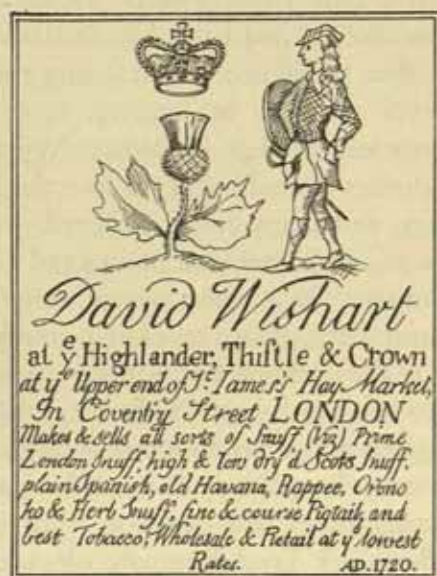 David Wishart
at yᵉ Highlander, Thiſtle & Crown
at yᵉ Upper end of Sᵗ. Iames's Hay Market,
In Coventry Street LONDON
Makes & sells all sorts of Snuff (Viz) Prime
London Snuff, high & low dry'd Scots Snuff,
plain Spanish, old Havana, Rappee, Orono
ko & Herb Snuff, fine & course Pigtail, and
best Tobacco, Wholesale & Retail at yᵉ lowest
Rates. A.D. 1720.